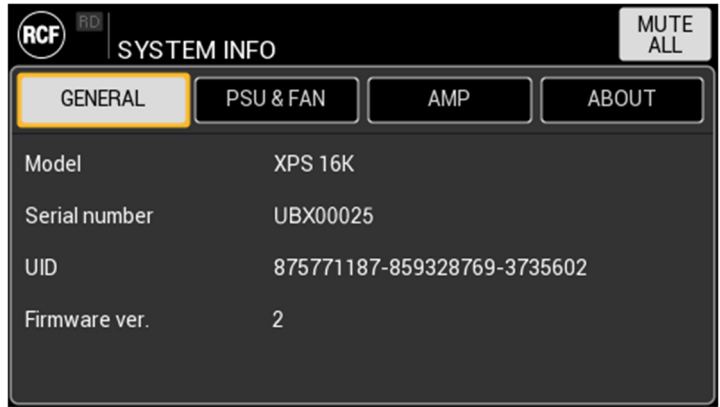 RCF RD SYSTEM INFO MUTE
ALL
GENERAL PSU & FAN AMP ABOUT
Model XPS 16K
Serial number UBX00025
UID 875771187-859328769-3735602
Firmware ver. 2